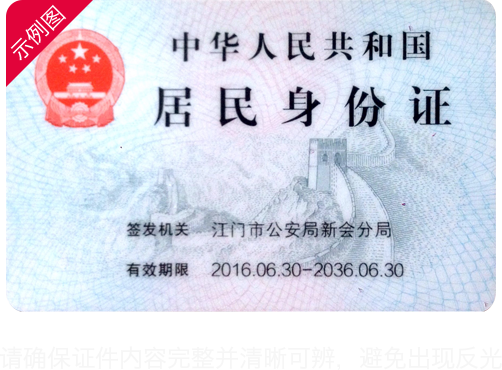 示例图
中华人民共和国
居民身份证
签发机关 江门市公安局新会分局
有效期限 2016.06.30-2036.06.30
请确保证件内容完整并清晰可辨，避免出现反光